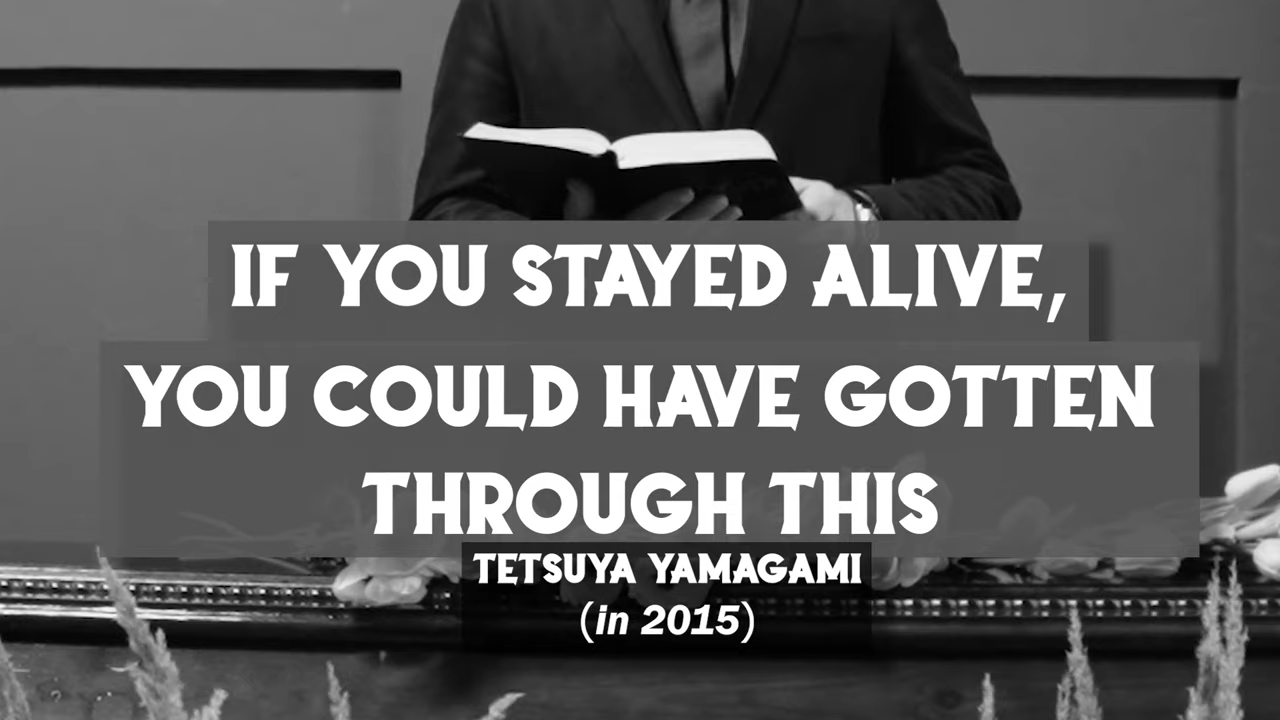 IF YOU STAYED ALIVE,
YOU COULD HAVE GOTTEN
THROUGH THIS
TETSUYA YAMAGAMI
(in 2015)